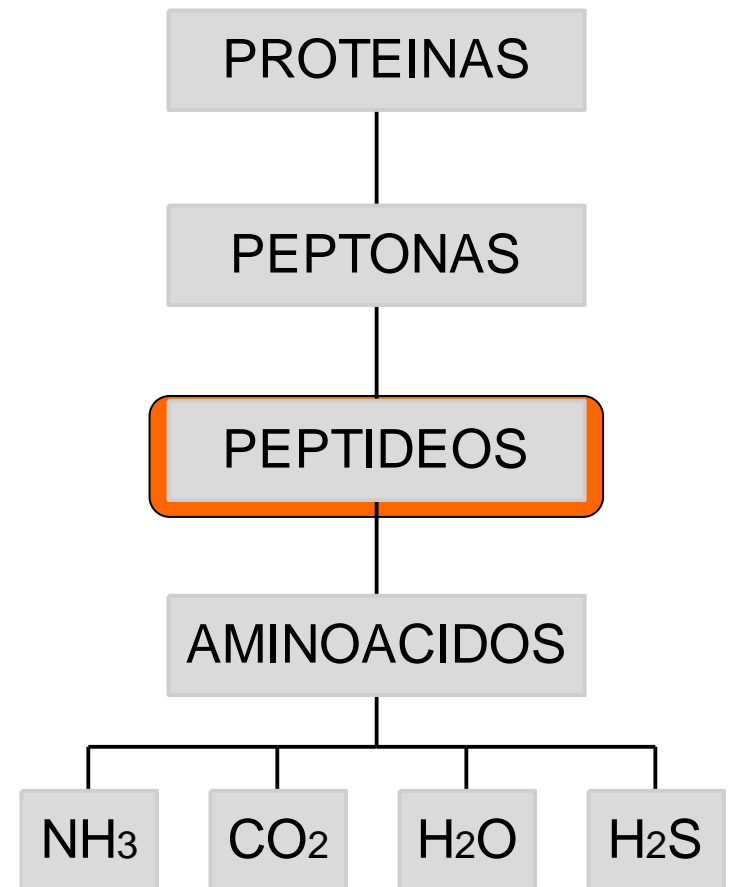 PROTEINAS
PEPTONAS
PEPTIDEOS
AMINOACIDOS
NH3 CO2 H2O H2S